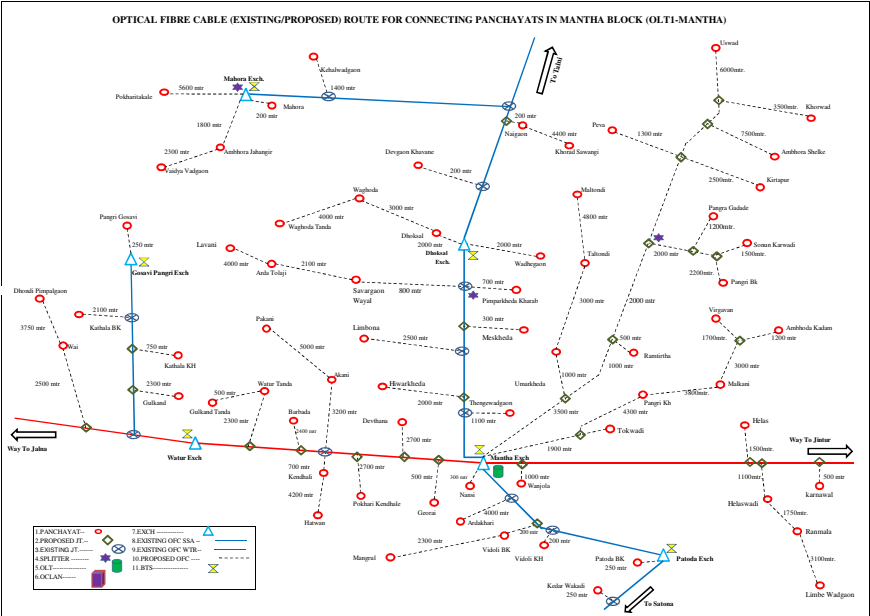 OPTICAL FIBRE CABLE (EXISTING/PROPOSED) ROUTE FOR CONNECTING PANCHAYATS IN MANTHA BLOCK (OLT1-MANTHA)
Uswad
6000mtr.
Kehalwadgaon
To Talni
Mahora Exch.
5600 mtr
1400 mtr
Pokharitakale
200 mtr
Mahora
3500mtr.
Khorwad
1800 mtr
200 mtr
Naigaon
4400 mtr
Khorad Sawangi
Peva
1300 mtr
7500mtr.
Ambhora Shelke
2300 mtr
Ambhora Jahangir
Vaidya Vadgaon
Devgaon Khavane
200 mtr
2500mtr.
Kirtapur
Waghoda
3000 mtr
4000 mtr
Waghoda Tanda
Maltondi
4800 mtr
Pangra Gadade
1200mtr.
Pangri Gosavi
250 mtr
Gosavi Pangri Exch
Lavani
4000 mtr
Arda Tolaji
2100 mtr
Dhoksal
2000 mtr
Dhoksal
Exch.
2000 mtr
Wadhegaon
Taltondi
2000 mtr
Sonun Karwadi
1500mtr.
2200mtr.
Pangri Bk
Savargaon
Wayal
800 mtr
700 mtr
Pimparkheda Kharab
3000 mtr
2000 mtr
Dhondi Pimpalgaon
3750 mtr
2100 mtr
Kathala BK
Pakani
5000 mtr
Limbona
2500 mtr
300 mtr
Meskheda
Virgavan
1700mtr.
Ambhoda Kadam
1200 mtr
Wai
750 mtr
Kathala KH
500 mtr
Ramtirtha
1000 mtr
3000 mtr
2500 mtr
2300 mtr
Gulkand
500 mtr
Gulkand Tanda
Watur Tanda
2300 mtr
Akani
3200 mtr
Hiwarkheda
2000 mtr
Umarkheda
1000 mtr
3500 mtr
Malkani
3800mtr.
Pangri Kh
4300 mtr
Thengewadgaon
1100 mtr
Barbada
2400 mtr
Devthana
2700 mtr
Tokwadi
1900 mtr
Helas
1500mtr.
Way To Jalna
Watur Exch
Way To Jintur
Mantha Exch
700 mtr
Kendhali
4200 mtr
Hatwan
2700 mtr
Pokhari Kendhale
500 mtr
Georai
300 mtr
Nansi
1000 mtr
Wanjola
1100mtr.
Helaswadi
500 mtr
karnawal
1750mtr.
Ranmala
3100mtr.
Limbe Wadgaon
4000 mtr
Ardakhari
200 mtr
200 mtr
2300 mtr
Mangrul
Vidoli BK
Vidoli KH
Patoda BK
250 mtr
Patoda Exch
Kedar Wakadi
250 mtr
To Satona
1.PANCHAYAT--
2.PROPOSED JT.--
3.EXISTING JT.------
4.SPLITTER --------
5.OLT----------------
6.OCLAN------
7.EXCH -------------
8.EXISTING OFC SSA --
9.EXISTING OFC WTR--
10.PROPOSED OFC ----
11.BTS----------------